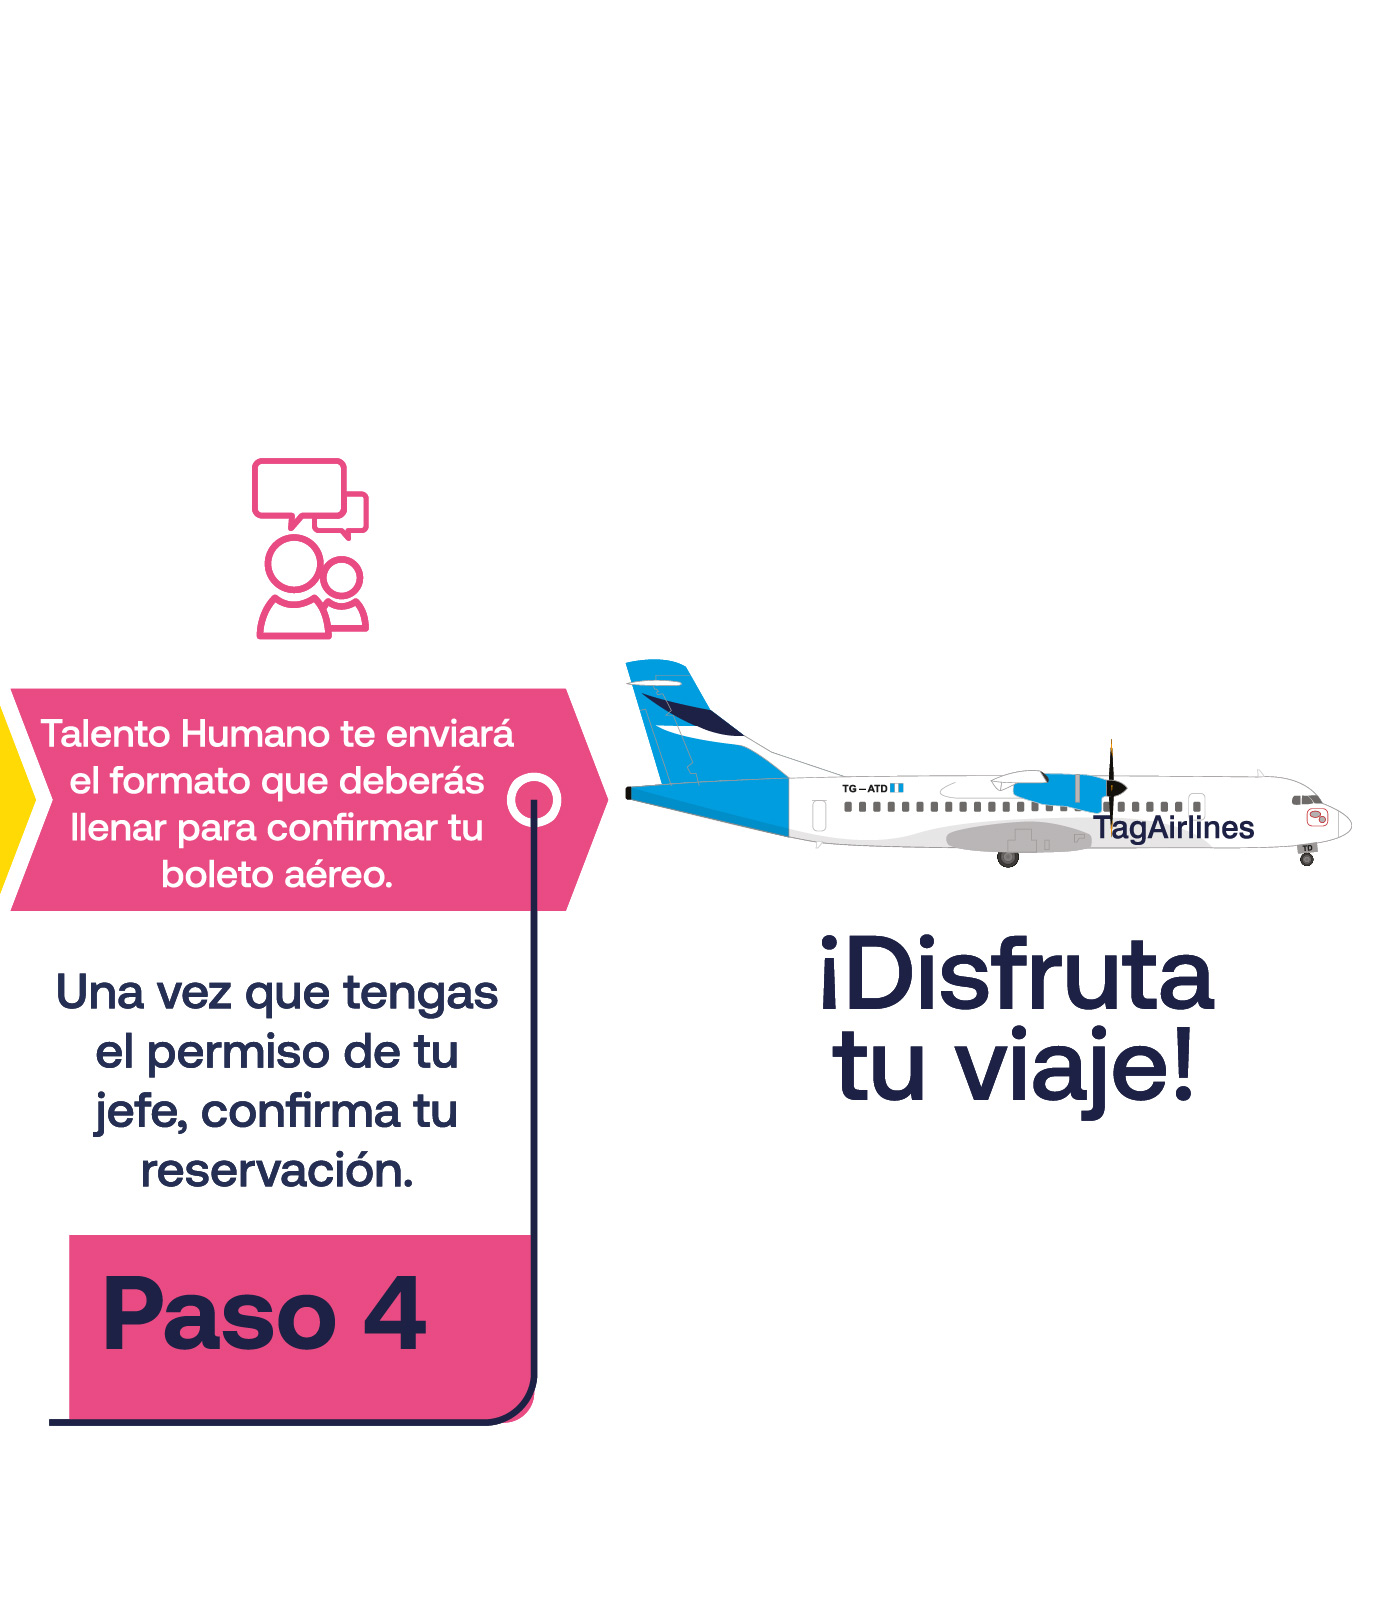 Talento Humano te enviará
el formato que deberás
llenar para confirmar tu
boleto aéreo.
Una vez que tengas
el permiso de tu
jefe, confirma tu
reservación.
Paso 4
TG-ATD
TagAirlines
TD
¡Disfruta
tu viaje!